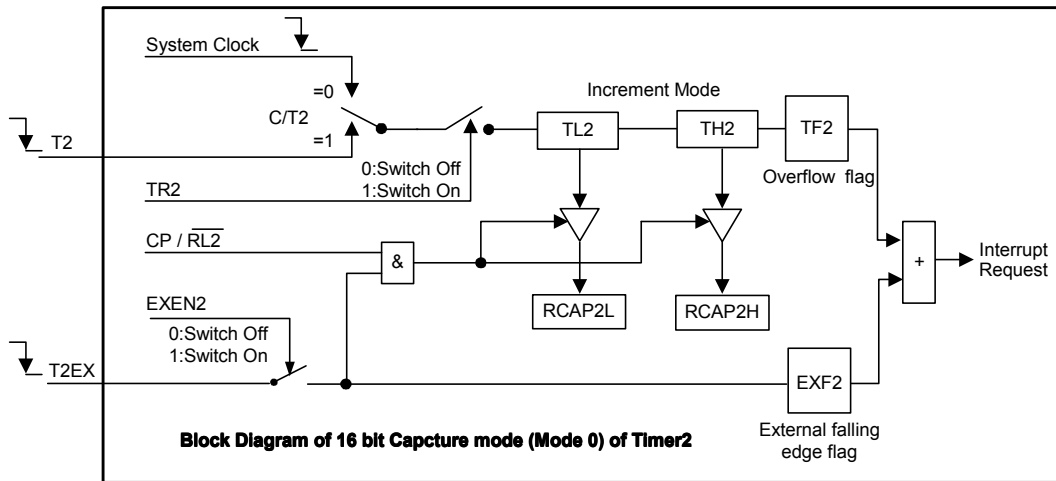 System Clock
=0
C/T2
=1
T2
Increment Mode
TL2
TH2
TF2
Overflow flag
0:Switch Off
1:Switch On
TR2
CP / RL2
&
+
Interrupt
Request
RCAP2L
RCAP2H
EXEN2
0:Switch Off
1:Switch On
T2EX
EXF2
External falling
edge flag
Block Diagram of 16 bit Capcture mode (Mode 0) of Timer2